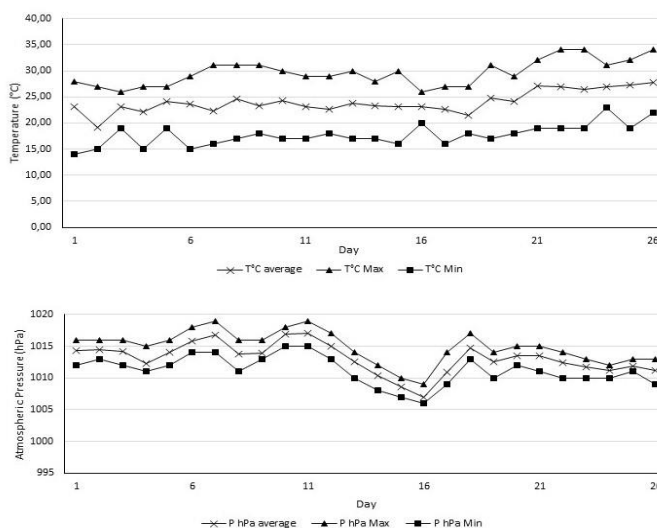 40,00
35,00
30,00
25,00
20,00
15,00
10,00
5,00
0,00
Temperature (°C)
1 6 11 16 21 26
Day
T°C average T°C Max T°C Min
1020
1015
1010
1005
1000
995
Atmospheric Pressure (hPa)
1 6 11 16 21 26
Day
P hPa average P hPa Max P hPa Min